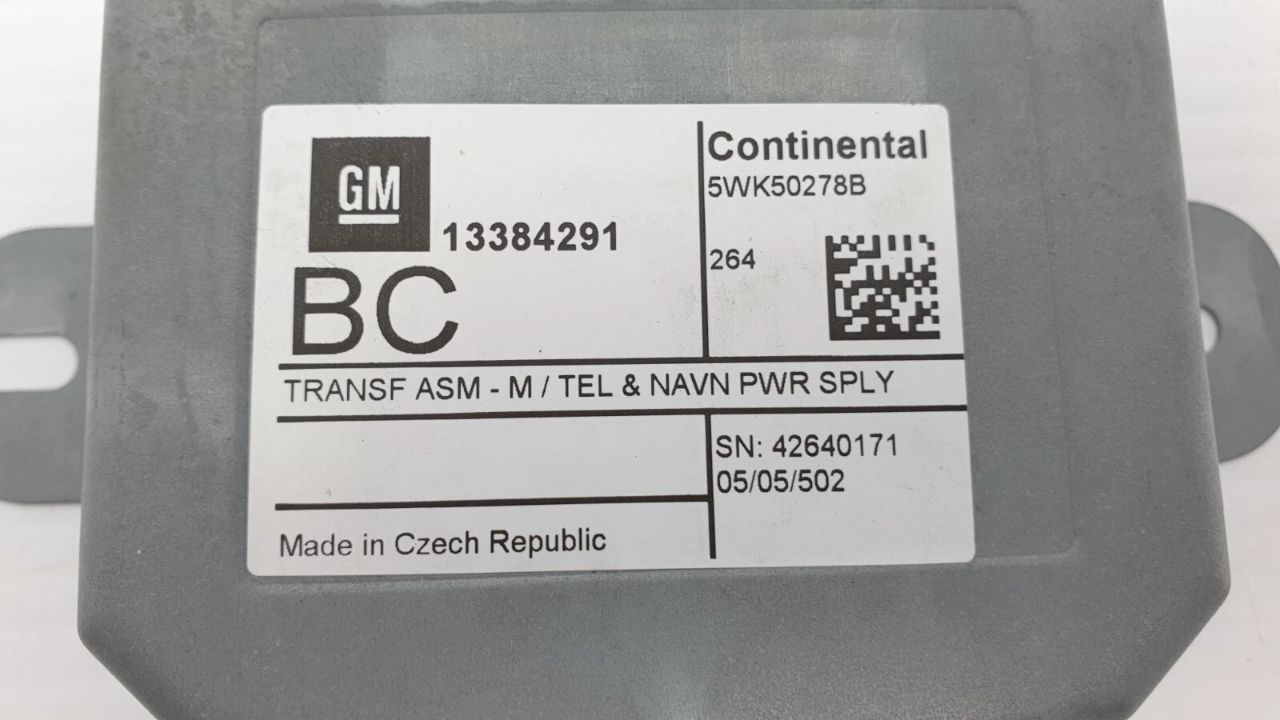 GM
13384291
BC
Continental
5WK50278B
264
TRANSF ASM - M / TEL & NAVN PWR SPLY
SN: 42640171
05/05/502
Made in Czech Republic